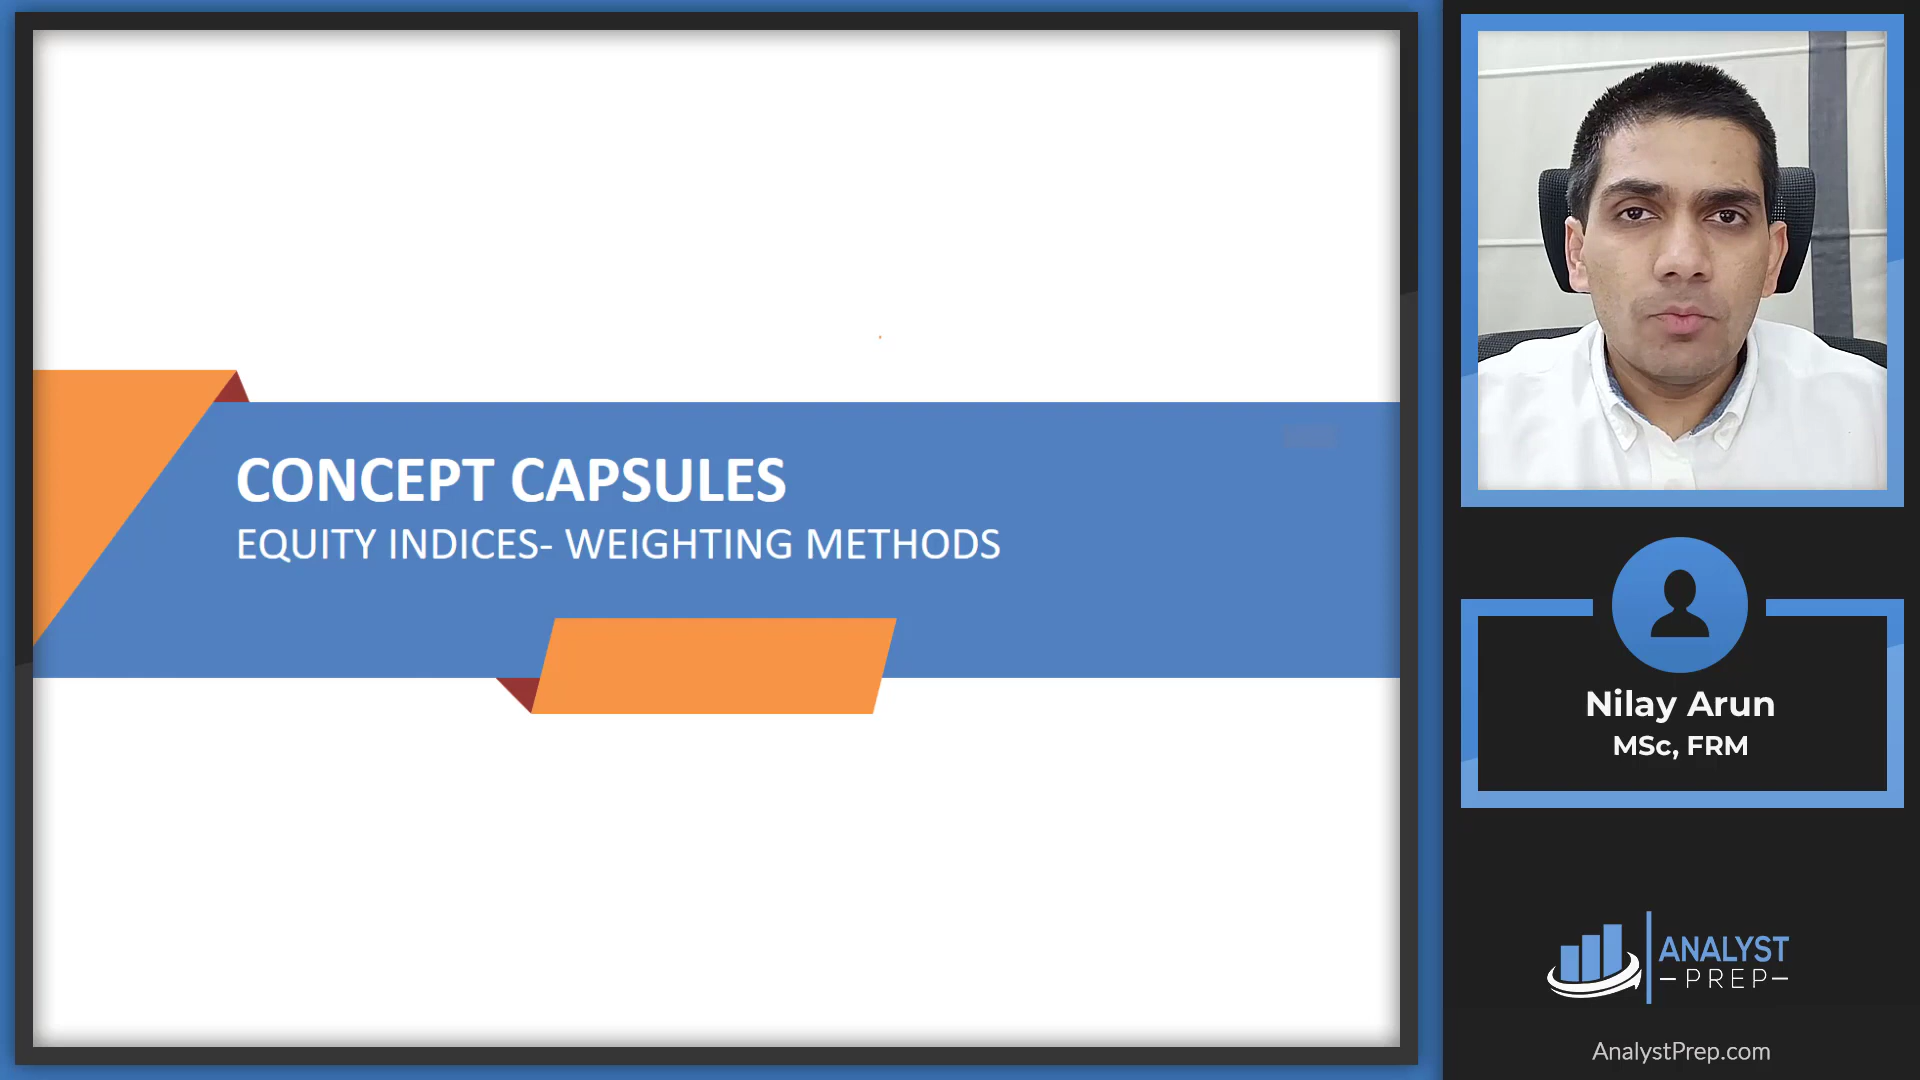 CONCEPT CAPSULES
EQUITY INDICES- WEIGHTING METHODS
Nilay Arun
MSc, FRM
ANALYST
PREP
AnalystPrep.com